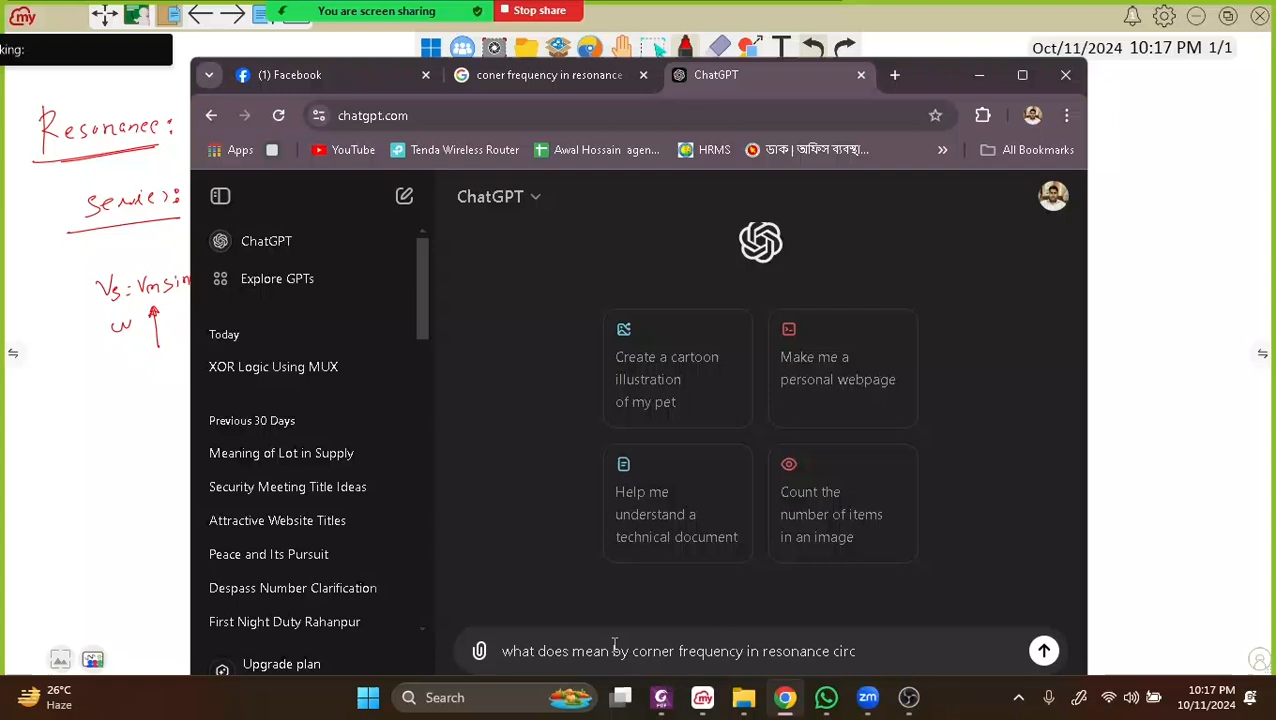 You are screen sharing
Stop share
king:
Oct/11/2024 10:17 PM 1/1
(1) Facebook
coner frequency in resonance
ChatGPT
chatgpt.com
Apps
YouTube
Tenda Wireless Router
Awal Hossain agen...
HRMS
ডাক | অফিস ব্যবস্থা...
All Bookmarks
ChatGPT
Resonance:
Series:
Vs = Vm sin
ω
ChatGPT
Explore GPTs
Today
XOR Logic Using MUX
Previous 30 Days
Meaning of Lot in Supply
Security Meeting Title Ideas
Attractive Website Titles
Peace and Its Pursuit
Despass Number Clarification
First Night Duty Rahanpur
Upgrade plan
Create a cartoon
illustration
of my pet
Make me a
personal webpage
Help me
understand a
technical document
Count the
number of items
in an image
what does mean by corner frequency in resonance circ
26°C
Haze
Search
10:17 PM
10/11/2024